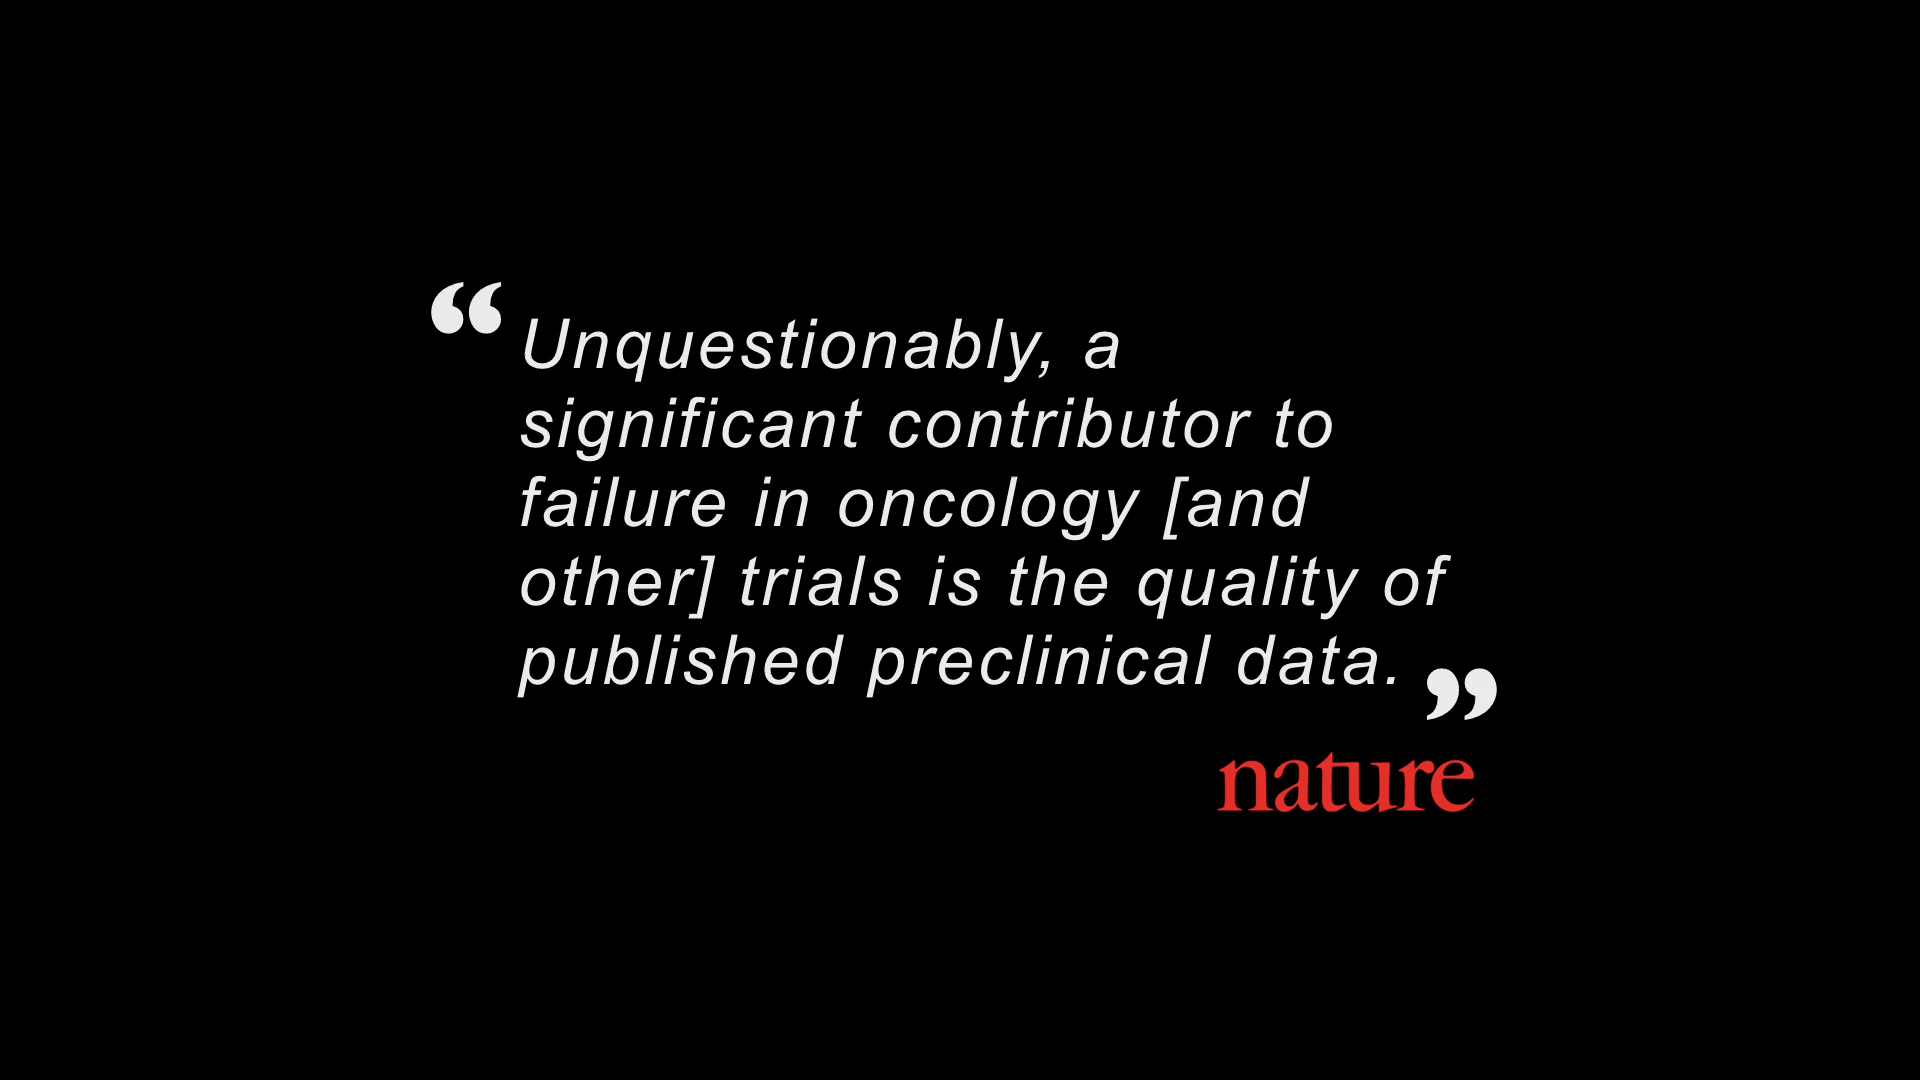 “Unquestionably, a
significant contributor to
failure in oncology [and
other] trials is the quality of
published preclinical data.”
nature